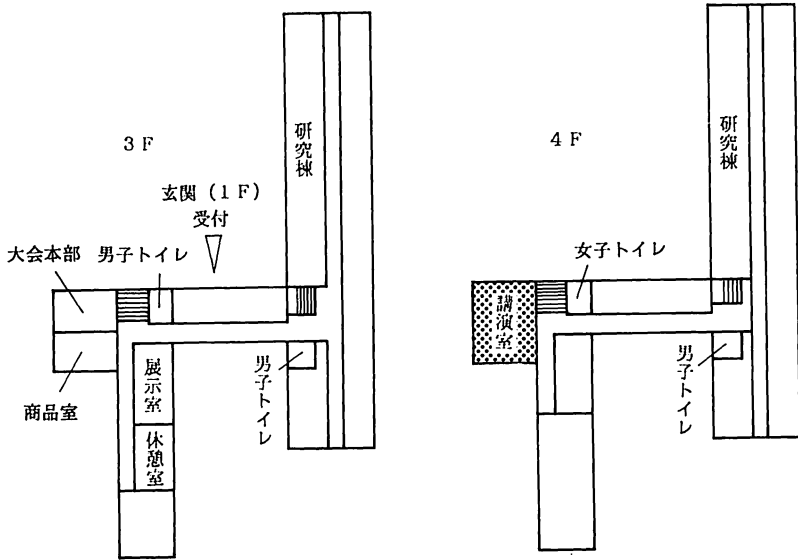 3F
研究棟
玄関(1F)
受付
大会本部
男子トイレ
商品室
展示室
休憩室
男子トイレ
4F
研究棟
女子トイレ
講演室
男子トイレ